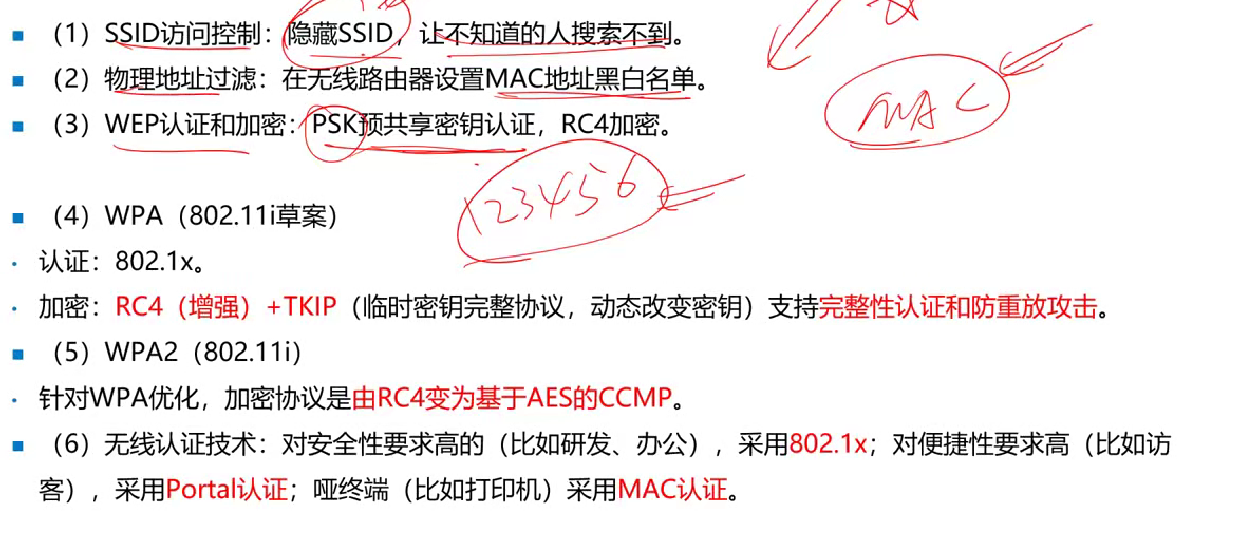 (1)SSID访问控制：隐藏SSID，让不知道的人搜索不到。
(2)物理地址过滤：在无线路由器设置MAC地址黑白名单。
MAC
(3)WEP认证和加密：PSK预共享密钥认证，RC4加密。
123456
(4)WPA（802.11i草案）
认证：802.1x。
加密：RC4（增强）+TKIP（临时密钥完整协议，动态改变密钥）支持完整性认证和防重放攻击。
(5)WPA2（802.11i）
针对WPA优化，加密协议是由RC4变为基于AES的CCMP。
(6)无线认证技术：对安全性要求高的（比如研发、办公），采用802.1x；对便捷性要求高（比如访
客），采用Portal认证；哑终端（比如打印机）采用MAC认证。